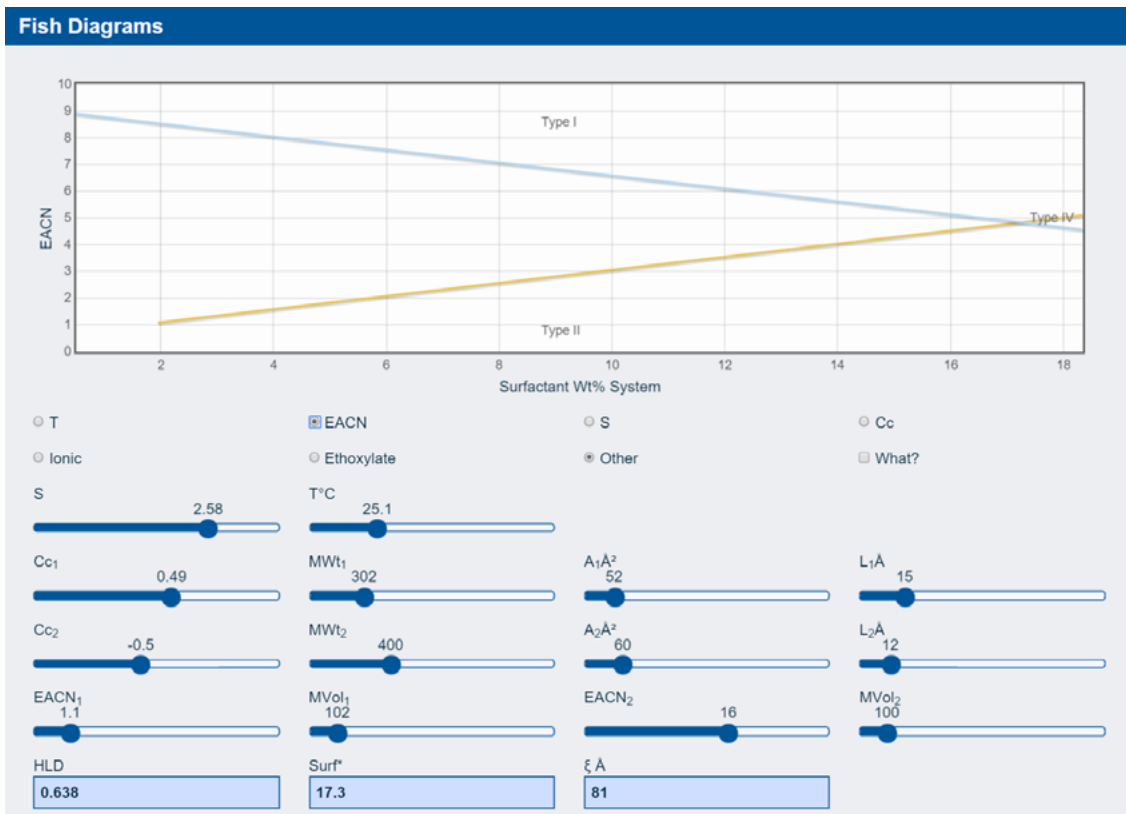 Fish Diagrams
10
9
8
7
6
5
4
3
2
1
0
EACN
Type I
Type IV
Type II
2 4 6 8 10 12 14 16 18
Surfactant Wt% System
T EACN S Cc
Ionic Ethoxylate Other What?
S T°C
2.58 25.1
Cc₁ MWt₁ A₁Å² L₁Å
0.49 302 52 15
Cc₂ MWt₂ A₂Å² L₂Å
-0.5 400 60 12
EACN₁ MVol₁ EACN₂ MVol₂
1.1 102 16 100
HLD Surf* ξ Å
0.638 17.3 81